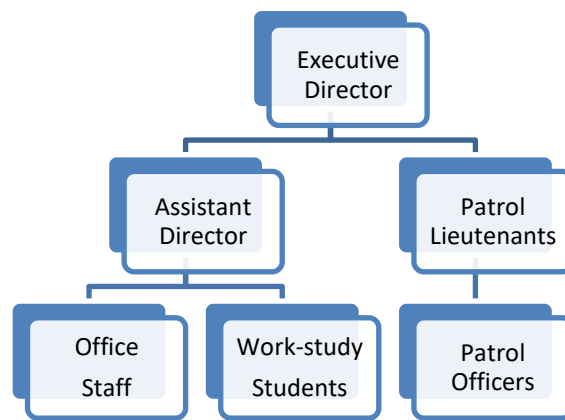 Executive
Director
Assistant
Director
Patrol
Lieutenants
Office
Staff
Work-study
Students
Patrol
Officers